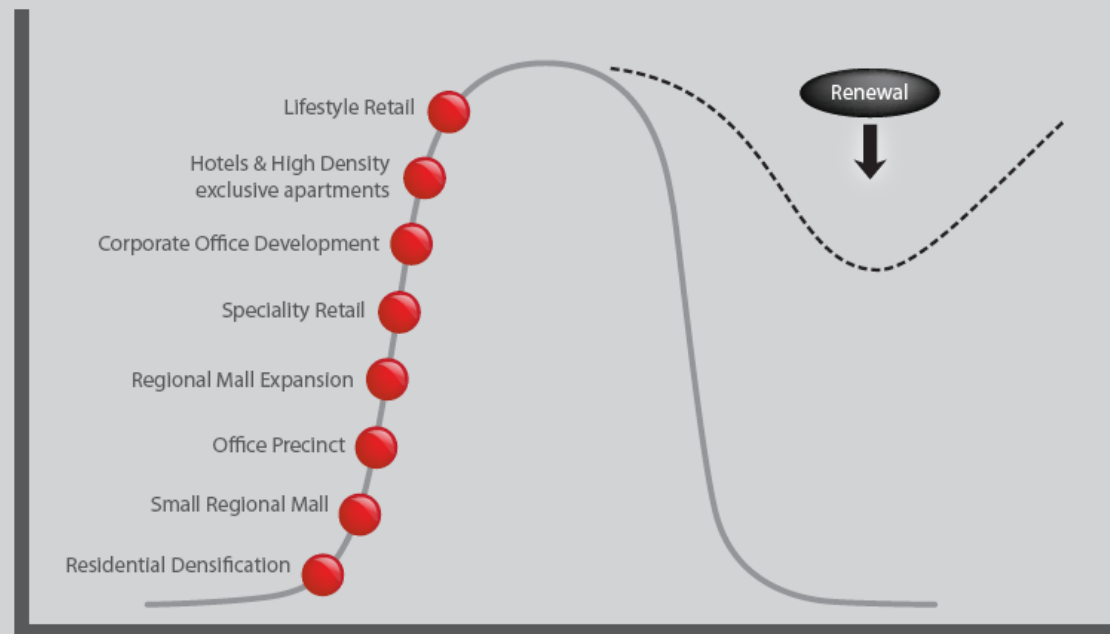 Renewal
Lifestyle Retail
Hotels & High Density
exclusive apartments
Corporate Office Development
Speciality Retail
Regional Mall Expansion
Office Precinct
Small Regional Mall
Residential Densification